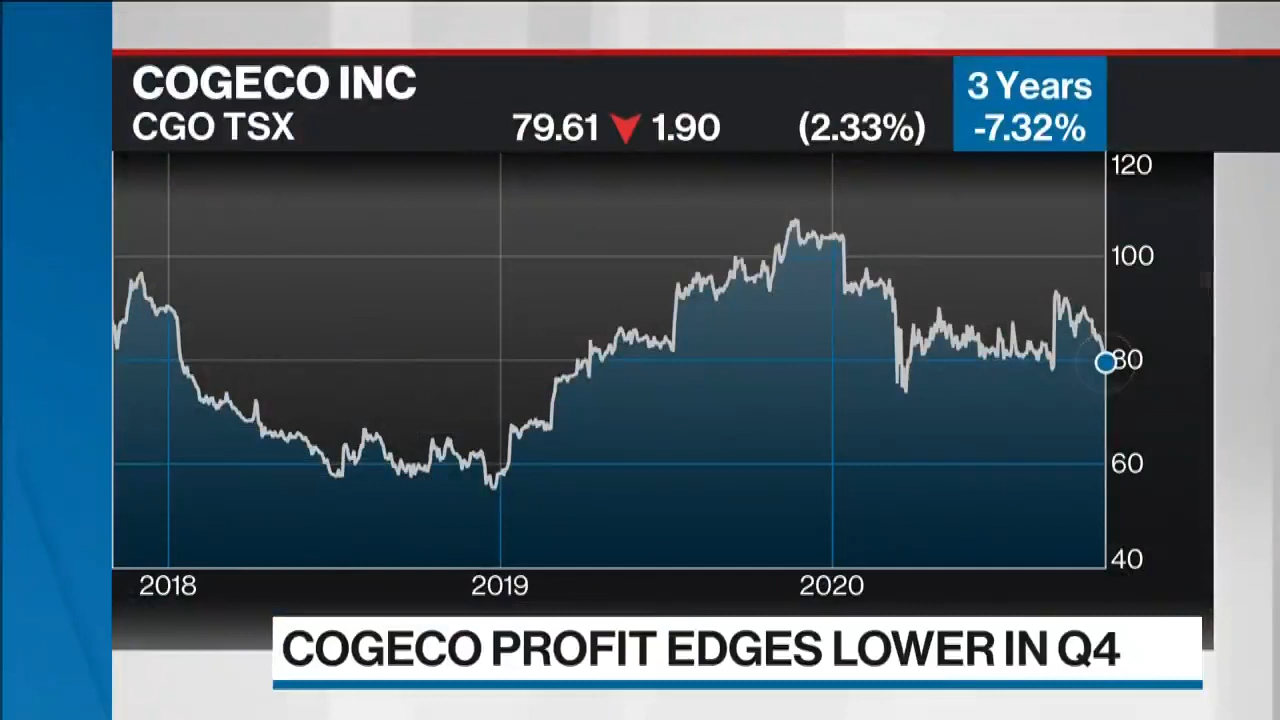 COGECO INC
CGO TSX 79.61 1.90 (2.33%)
3 Years
-7.32%
120
100
80
60
40
2018 2019 2020
COGECO PROFIT EDGES LOWER IN Q4